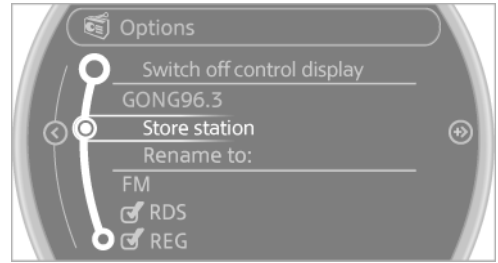 Options
Switch off control display
GONG96.3
Store station
Rename to:
FM
RDS
REG